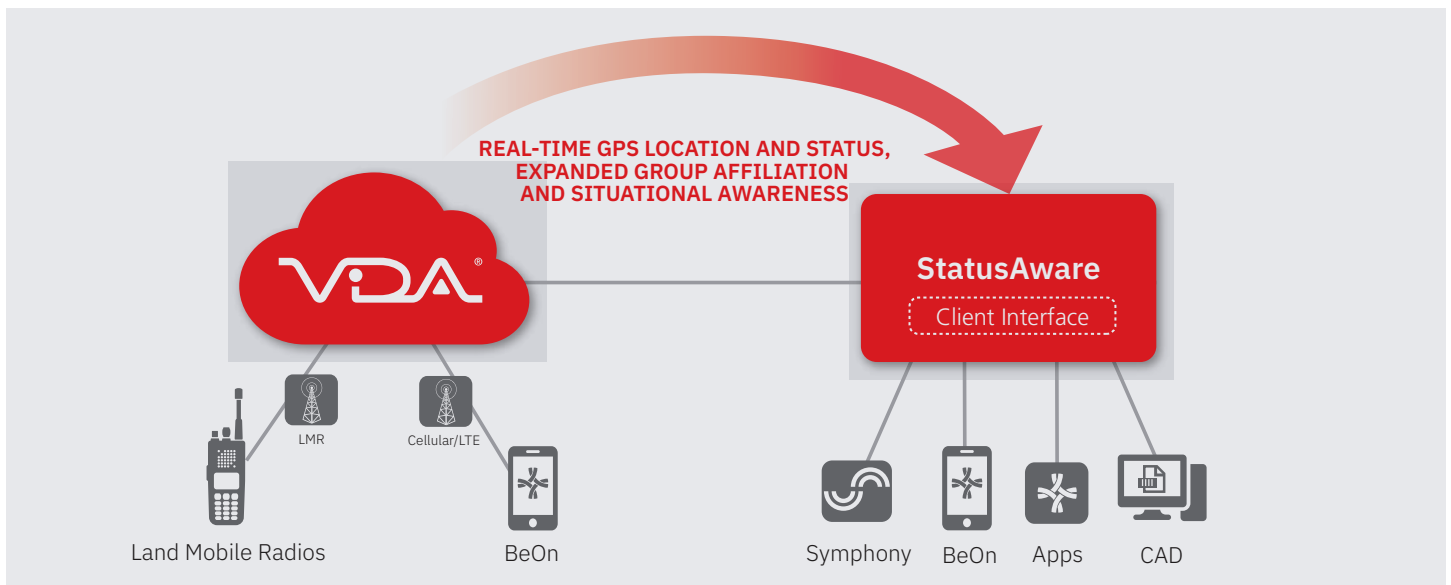 REAL-TIME GPS LOCATION AND STATUS,
EXPANDED GROUP AFFILIATION
AND SITUATIONAL AWARENESS
VIDA®
StatusAware
Client Interface
LMR
Cellular/LTE
Land Mobile Radios
BeOn
Symphony
BeOn
Apps
CAD